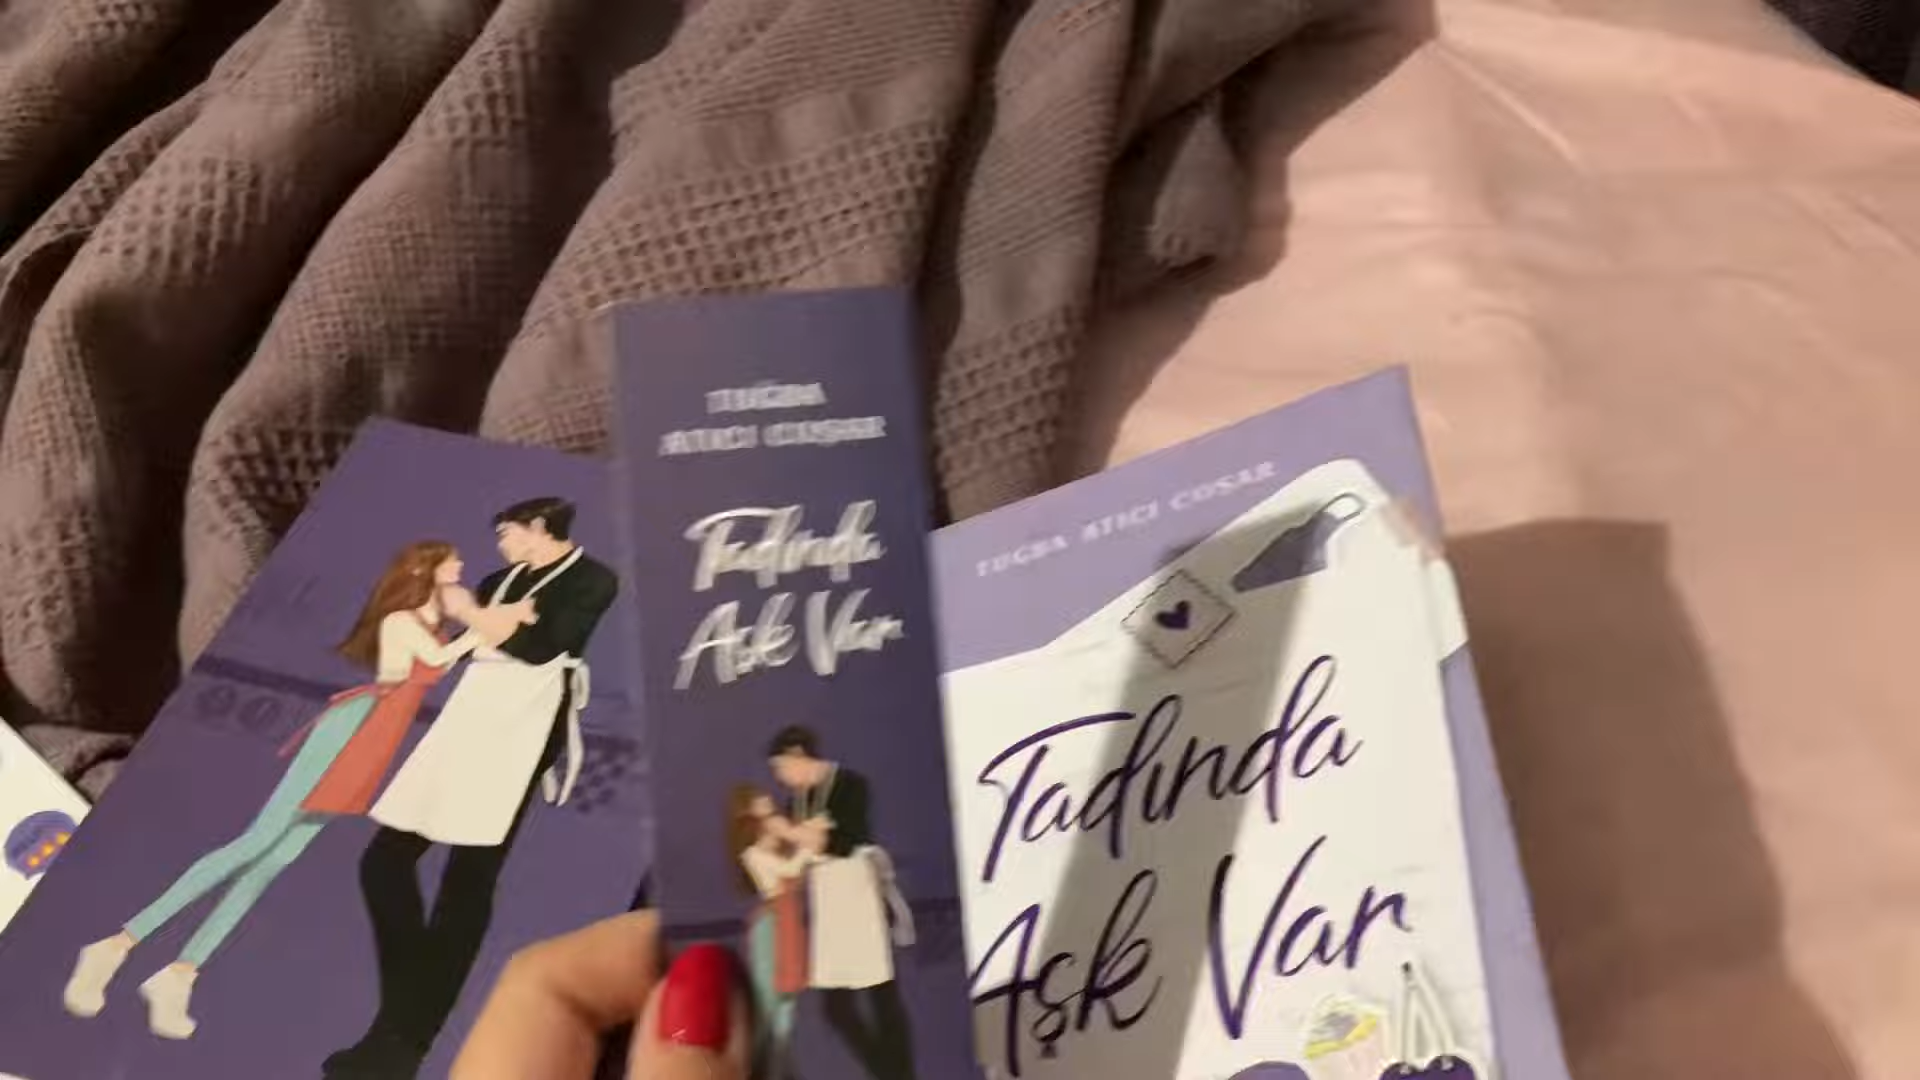 TUĞBA
ATICI COŞAR
Tadında
Aşk Var
TUĞBA ATICI COŞAR
Tadında
Aşk Var